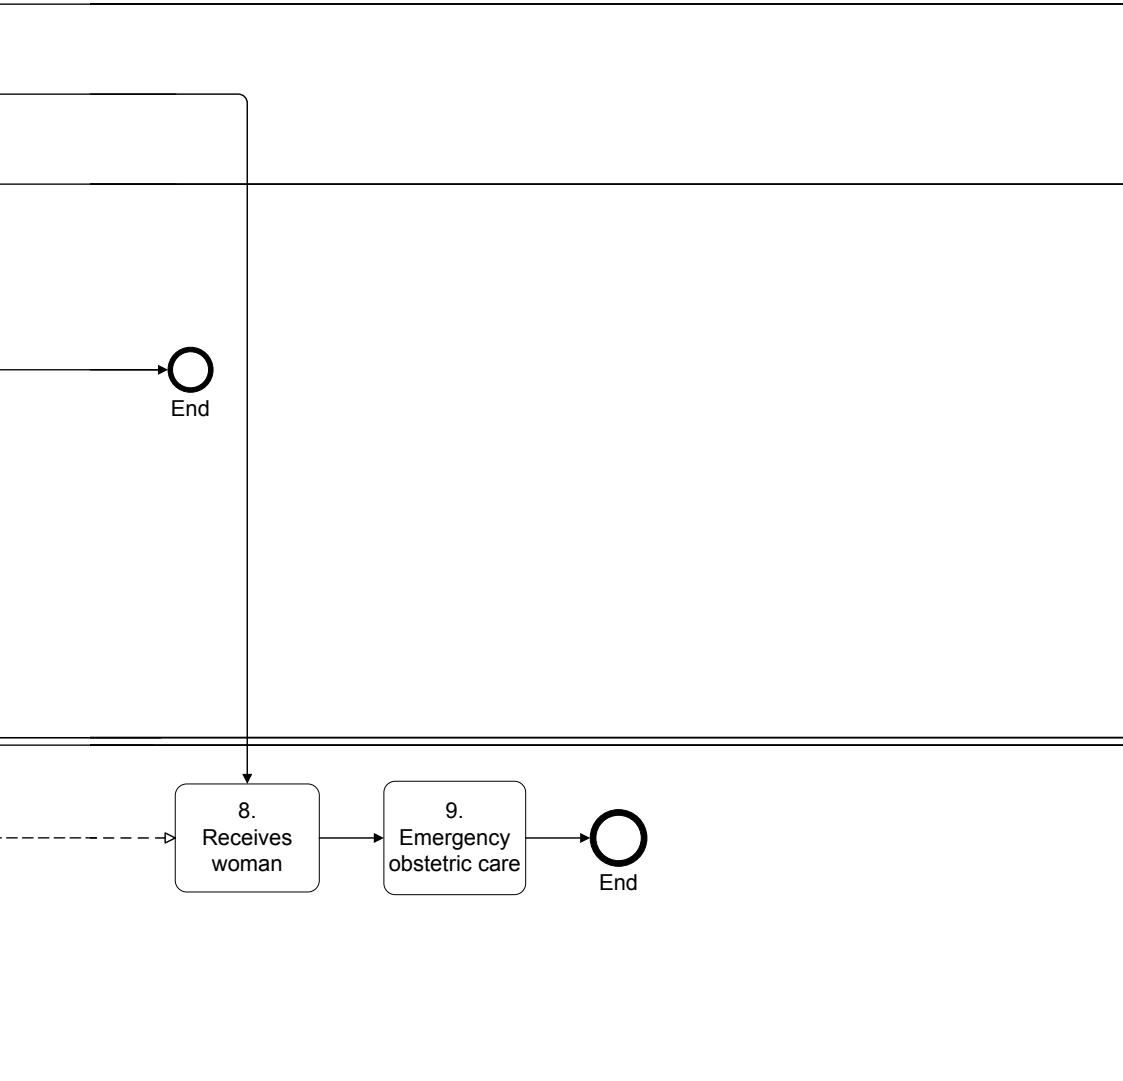 End
8.
Receives
woman
9.
Emergency
obstetric care
End